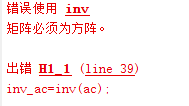 错误使用 inv
矩阵必须为方阵。
出错 H1_1 (line 39)
inv_ac=inv(ac);